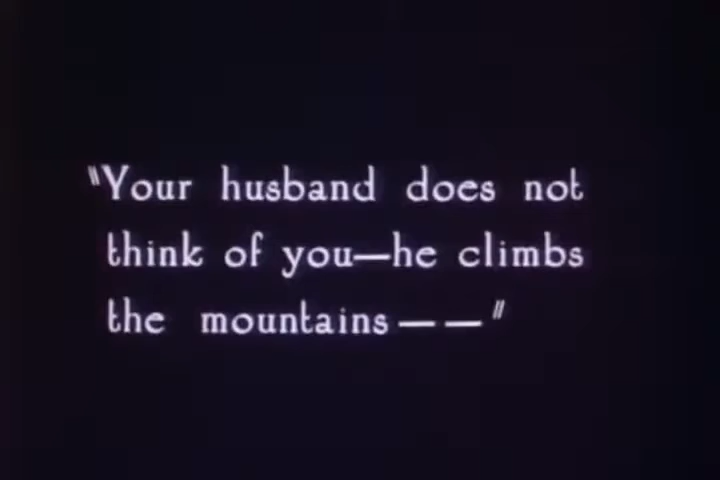 "Your husband does not
think of you—he climbs
the mountains — — "